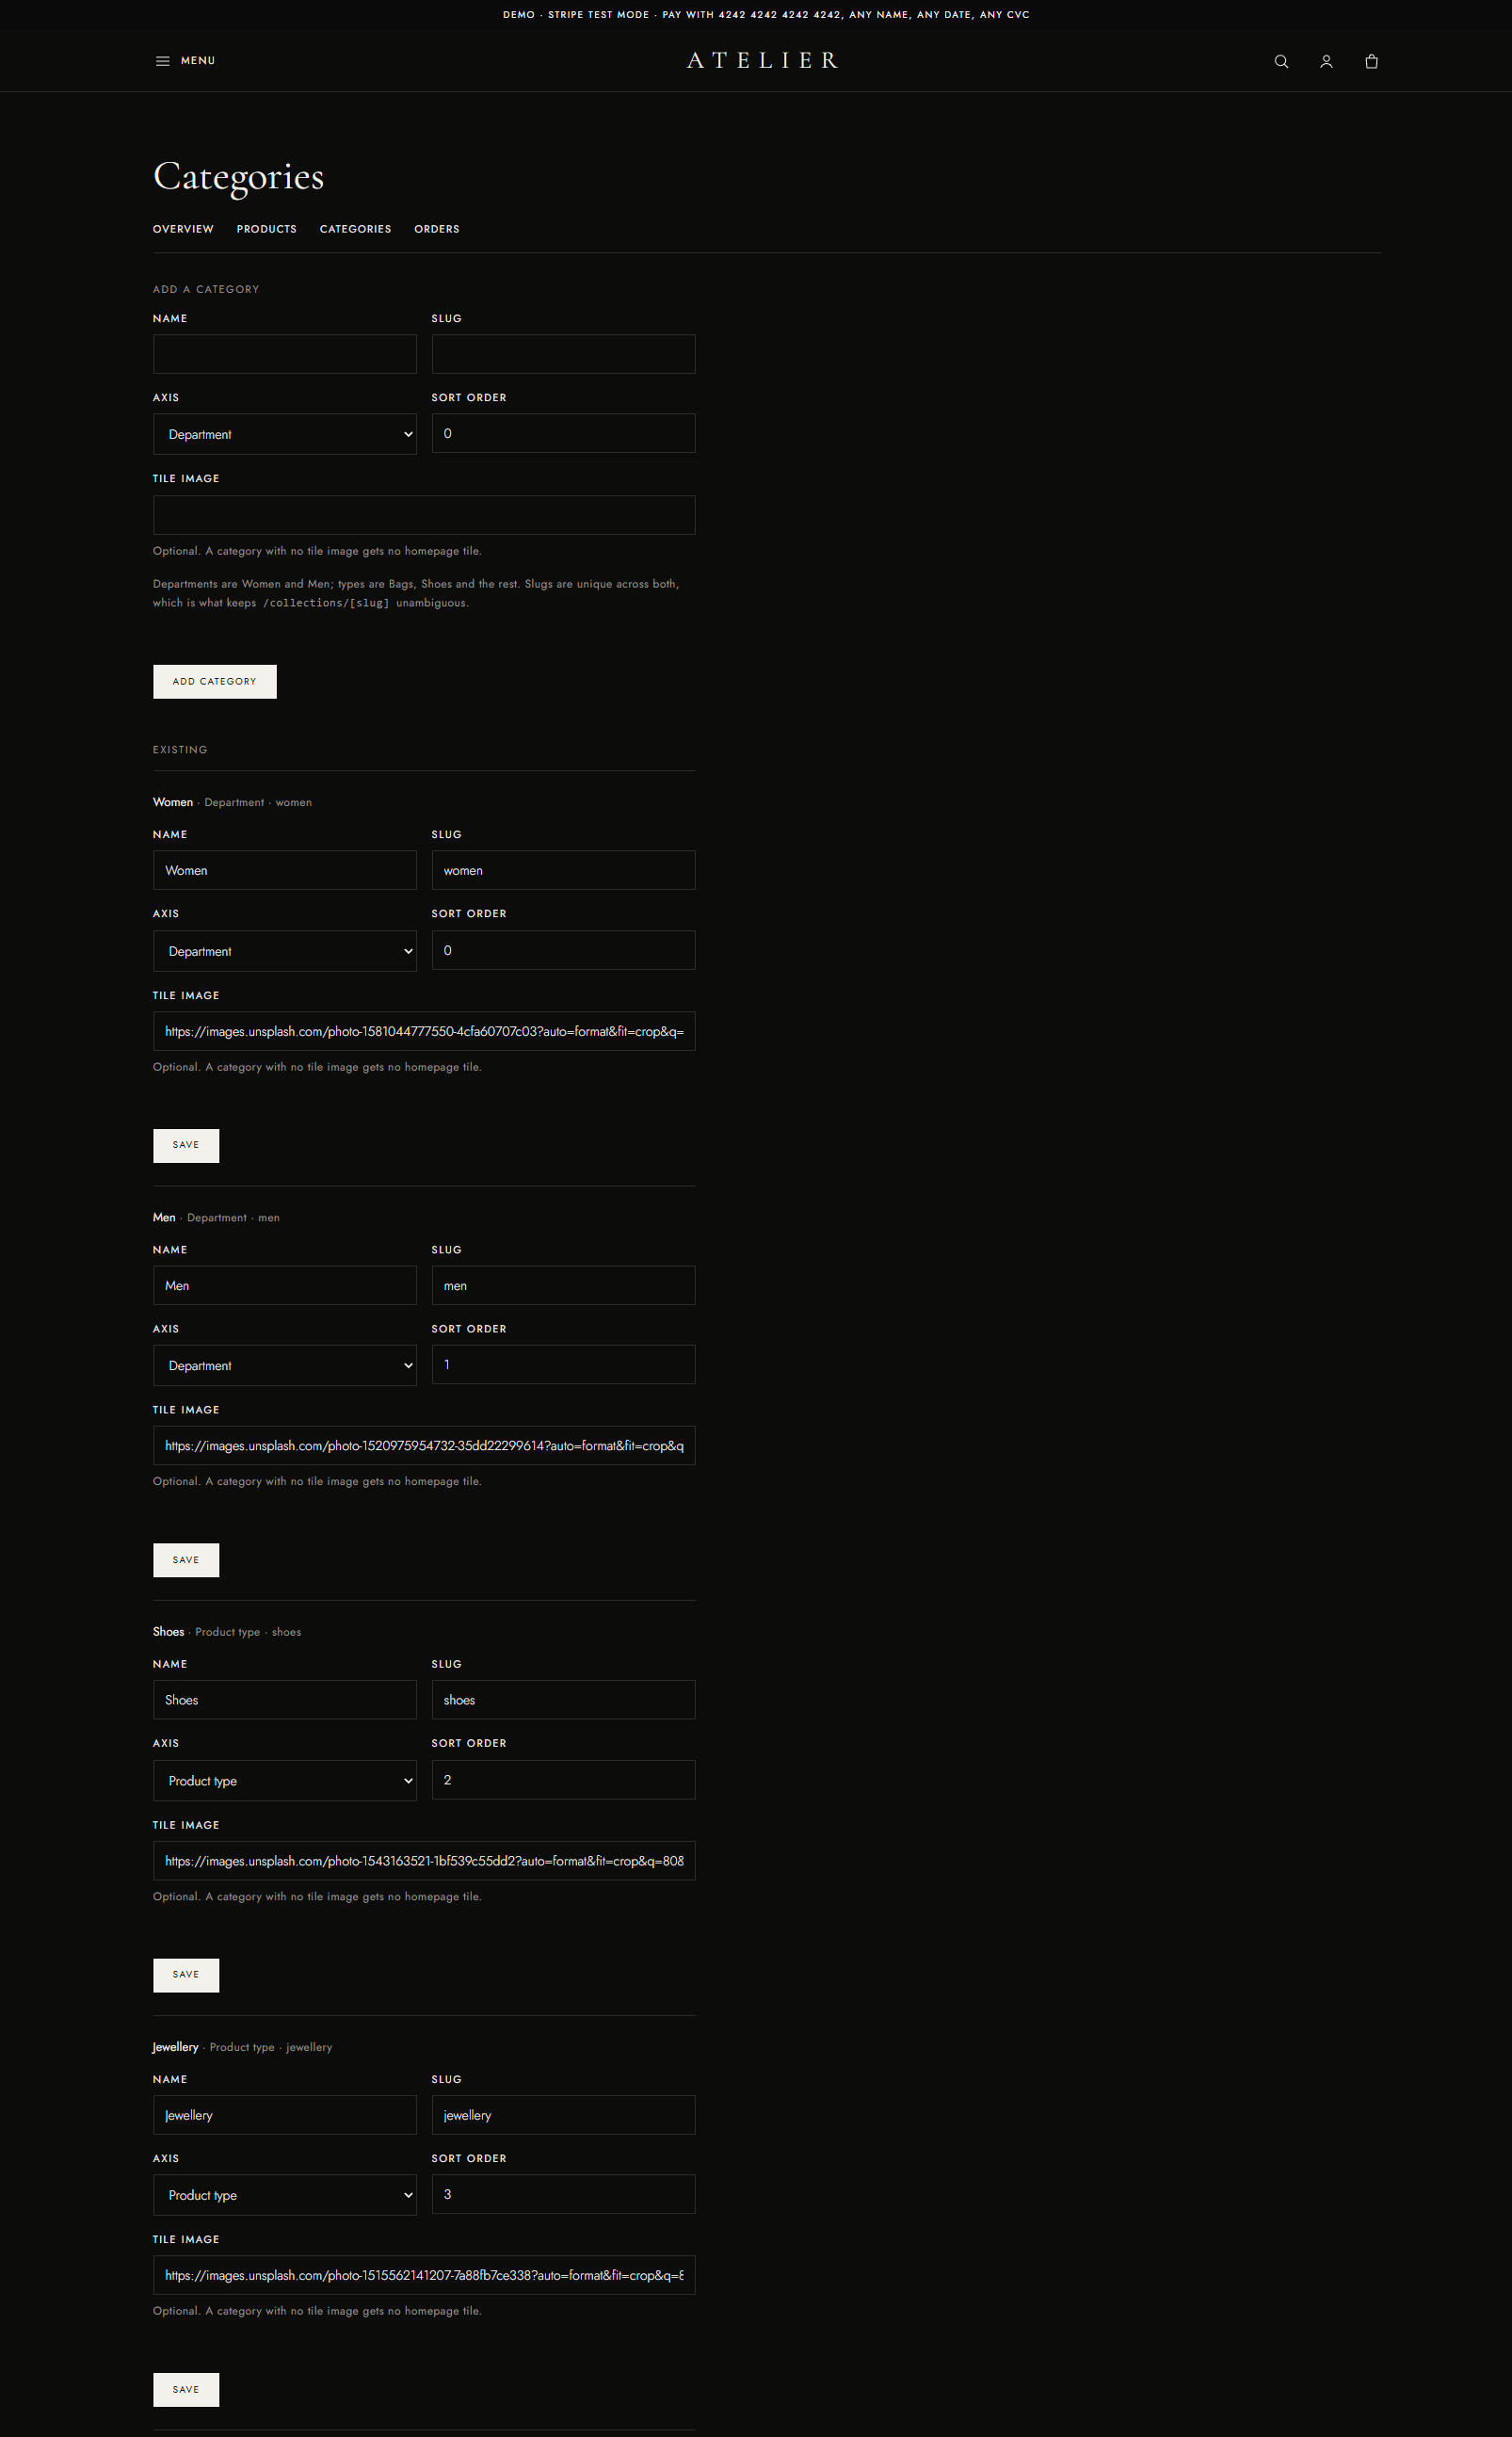 DEMO · STRIPE TEST MODE · PAY WITH 4242 4242 4242 4242, ANY NAME, ANY DATE, ANY CVC
MENU
ATELIER
Categories
OVERVIEW PRODUCTS CATEGORIES ORDERS
ADD A CATEGORY
NAME SLUG
AXIS SORT ORDER
Department 0
TILE IMAGE
Optional. A category with no tile image gets no homepage tile.
Departments are Women and Men; types are Bags, Shoes and the rest. Slugs are unique across both,
which is what keeps /collections/[slug] unambiguous.
ADD CATEGORY
EXISTING
Women · Department · women
NAME SLUG
Women women
AXIS SORT ORDER
Department 0
TILE IMAGE
https://images.unsplash.com/photo-1581044777550-4cfa60707c03?auto=format&fit=crop&q=
Optional. A category with no tile image gets no homepage tile.
SAVE
Men · Department · men
NAME SLUG
Men men
AXIS SORT ORDER
Department 1
TILE IMAGE
https://images.unsplash.com/photo-1520975954732-35dd22299614?auto=format&fit=crop&q
Optional. A category with no tile image gets no homepage tile.
SAVE
Shoes · Product type · shoes
NAME SLUG
Shoes shoes
AXIS SORT ORDER
Product type 2
TILE IMAGE
https://images.unsplash.com/photo-1543163521-1bf539c55dd2?auto=format&fit=crop&q=80&
Optional. A category with no tile image gets no homepage tile.
SAVE
Jewellery · Product type · jewellery
NAME SLUG
Jewellery jewellery
AXIS SORT ORDER
Product type 3
TILE IMAGE
https://images.unsplash.com/photo-1515562141207-7a88fb7ce338?auto=format&fit=crop&q=8
Optional. A category with no tile image gets no homepage tile.
SAVE